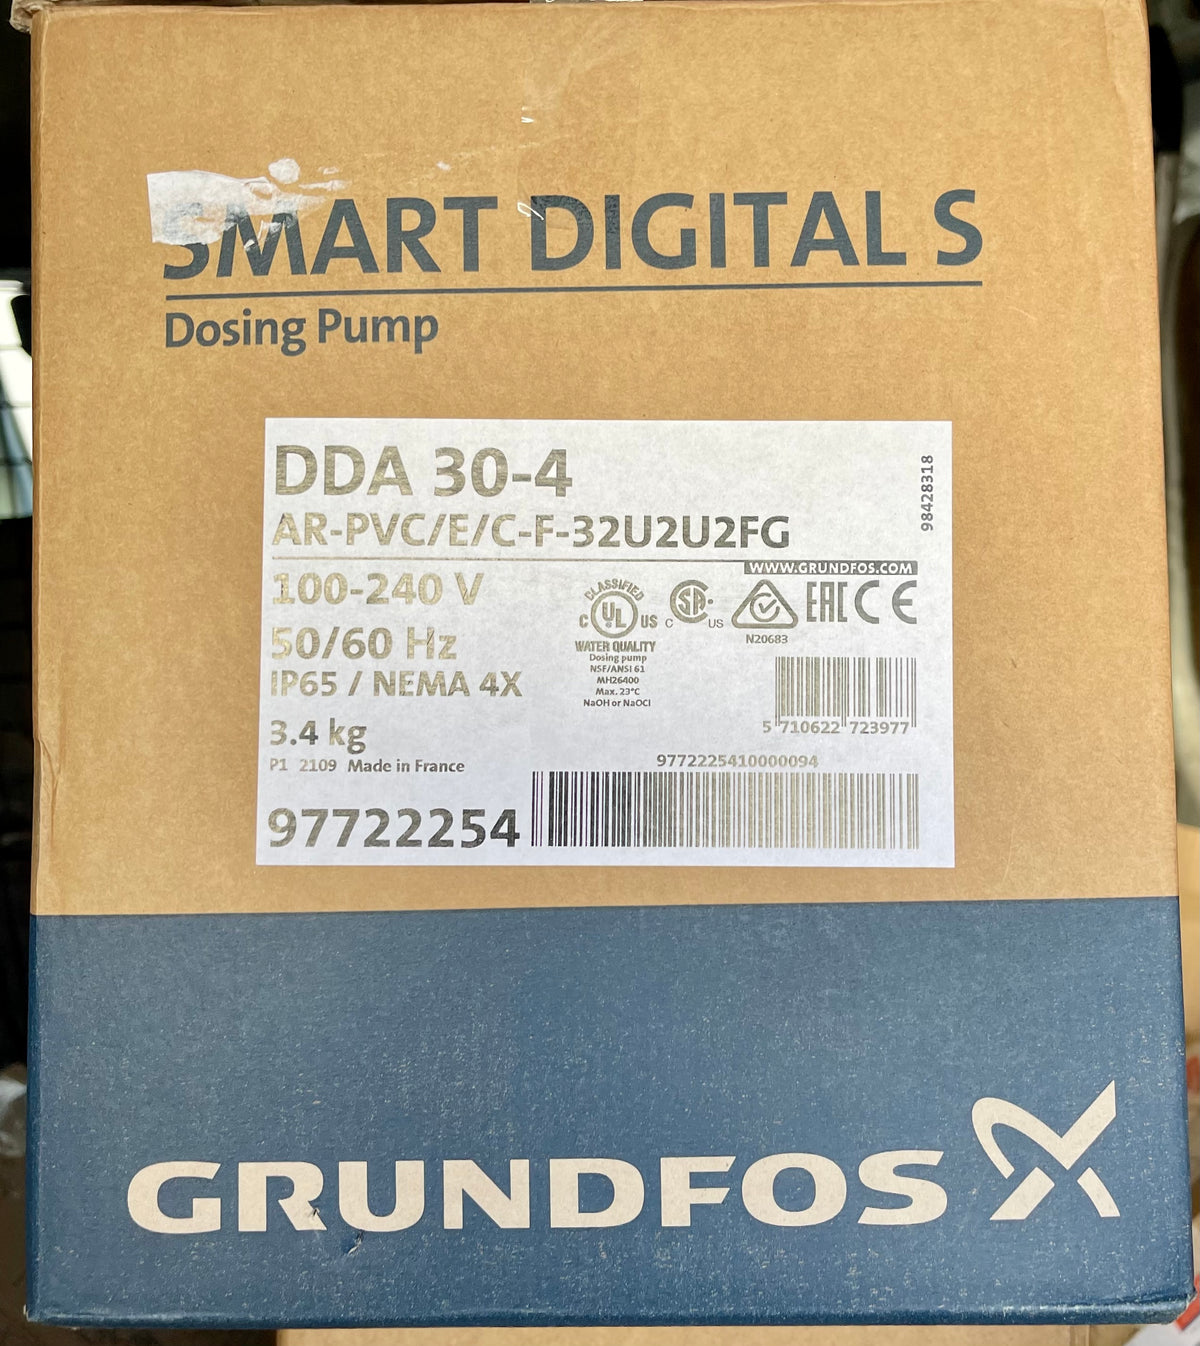 SMART DIGITAL S
Dosing Pump
DDA 30-4
98428318
AR-PVC/E/C-F-32U2U2FG
WWW.GRUNDFOS.COM
100-240 V
50/60 Hz
IP65 / NEMA 4X
3.4 kg
P1 2109 Made in France
97722254
CLASSIFIED
C UL US
WATER QUALITY
Dosing pump
NSF/ANSI 61
MH26400
Max. 23°C
NaOH or NaOCl
C SA US
N20683
EAC CE
5 710622 723977
9772225410000094
GRUNDFOS